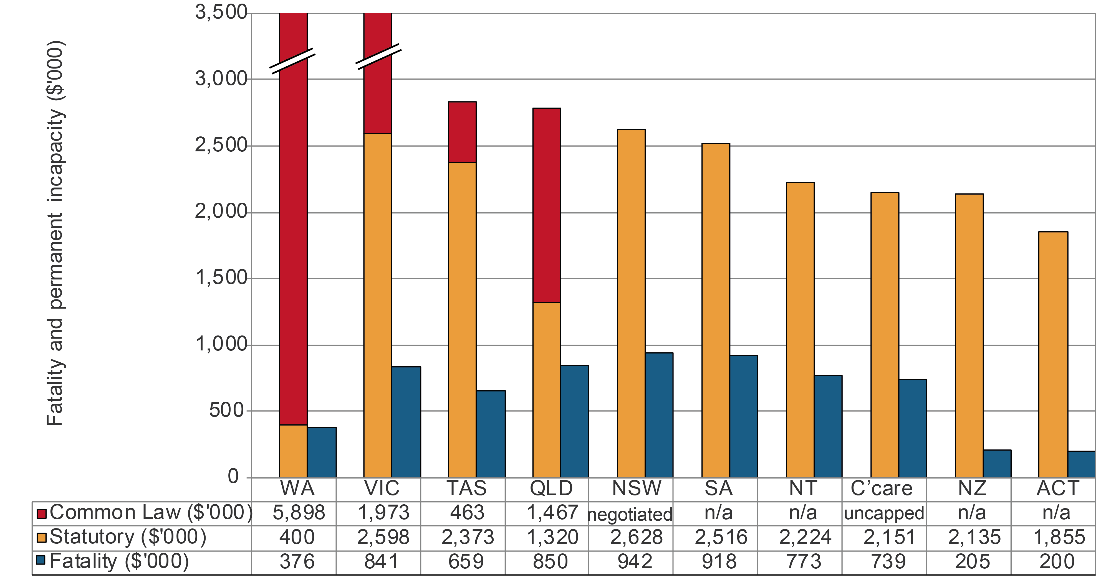 Fatality and permanent incapacity ($'000)
3,500
3,000
2,500
2,000
1,500
1,000
500
0
WA VIC TAS QLD NSW SA NT C'care NZ ACT
Common Law ($'000) 5,898 1,973 463 1,467 negotiated n/a n/a uncapped n/a n/a
Statutory ($'000) 400 2,598 2,373 1,320 2,628 2,516 2,224 2,151 2,135 1,855
Fatality ($'000) 376 841 659 850 942 918 773 739 205 200